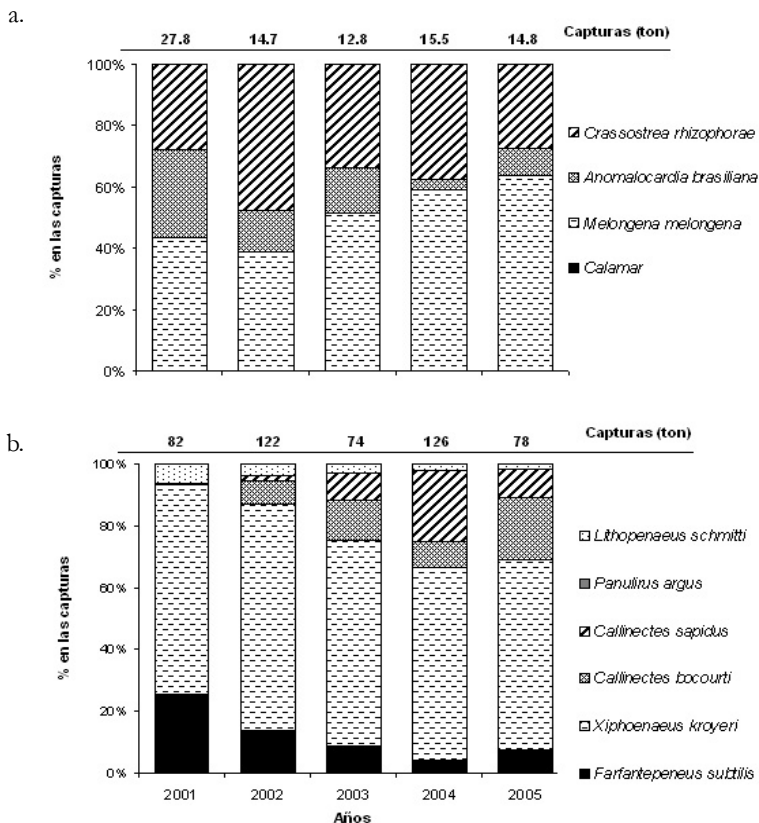 a.
27.8 14.7 12.8 15.5 14.8 Capturas (ton)
100%
80%
60%
40%
20%
0%
% en las capturas
Crassostrea rhizophorae
Anomalocardia brasiliana
Melongena melongena
Calamar
b.
82 122 74 126 78 Capturas (ton)
100%
80%
60%
40%
20%
0%
% en las capturas
Lithopenaeus schmitti
Panulirus argus
Callinectes sapidus
Callinectes bocourti
Xiphoenaeus kroyeri
Farfantepeneus subtilis
2001 2002 2003 2004 2005
Años